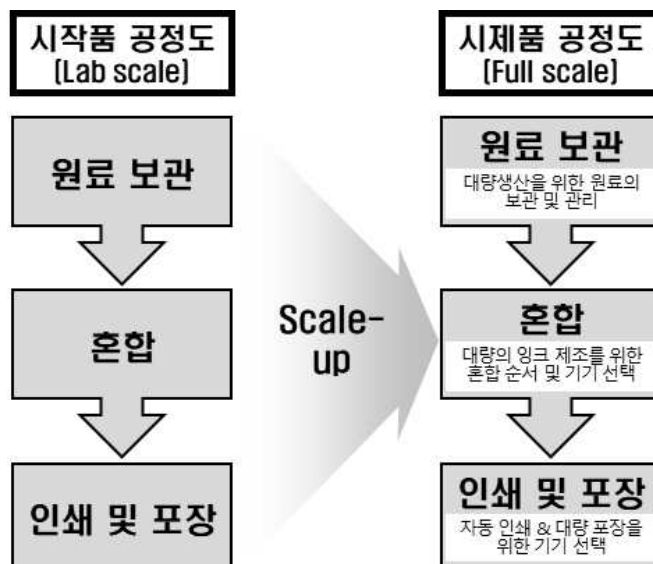 시작품 공정도
(Lab scale)
원료 보관
혼합
인쇄 및 포장
Scale-
up
시제품 공정도
(Full scale)
원료 보관
대량생산을 위한 원료의
보관 및 관리
혼합
대량의 잉크 제조를 위한
혼합 순서 및 기기 선택
인쇄 및 포장
자동 인쇄 & 대량 포장을
위한 기기 선택